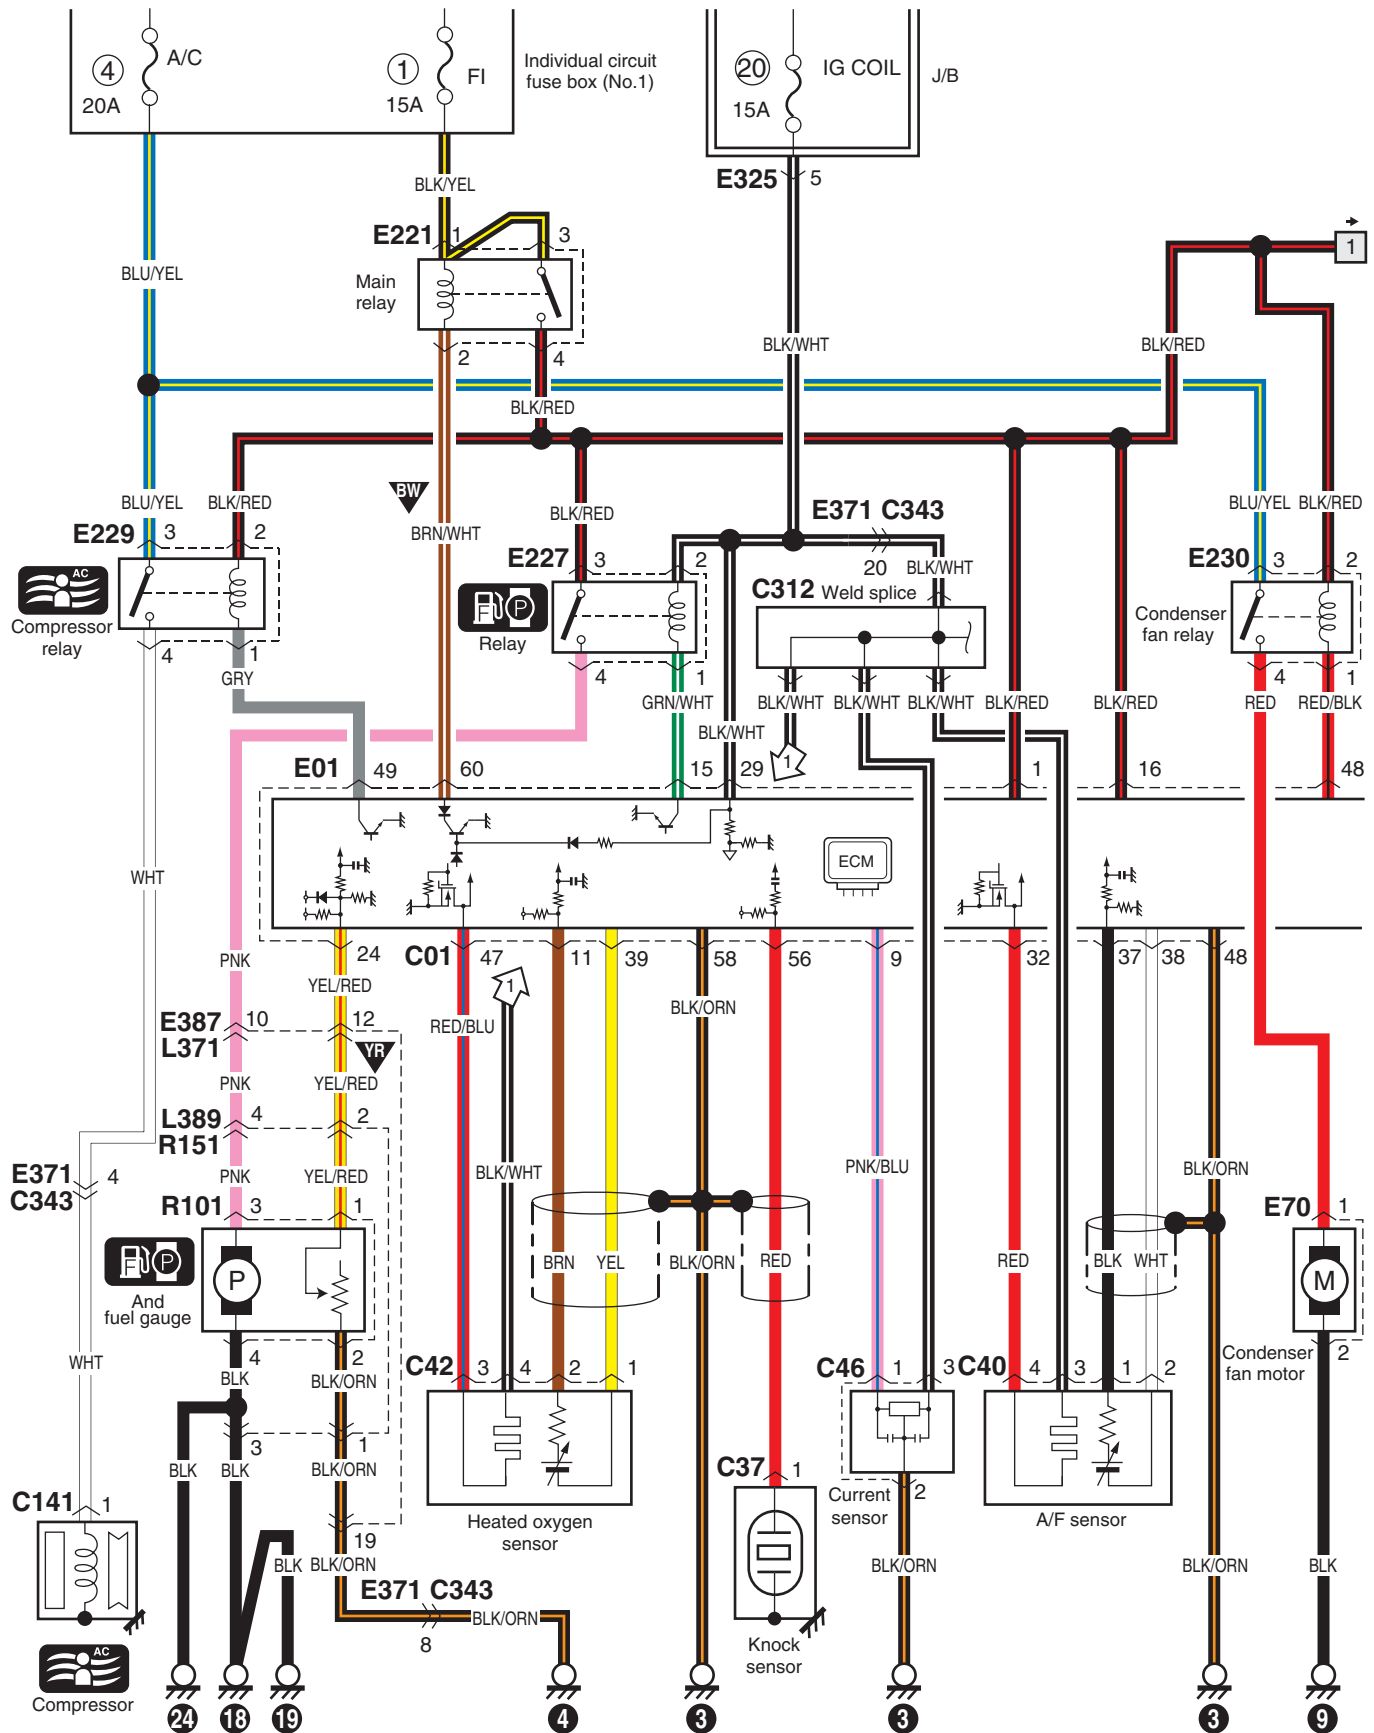 4
A/C
20A
1
FI
15A
Individual circuit
fuse box (No.1)
20
IG COIL
15A
J/B
E325
5
BLK/YEL
E221
1
3
Main
relay
2
4
1
BLU/YEL
BLK/WHT
BLK/RED
BLK/RED
BW
BLU/YEL
BLK/RED
BRN/WHT
BLK/RED
E371 C343
20
BLK/WHT
BLU/YEL
BLK/RED
E229
3
2
E227
3
2
E230
3
2
AC
Compressor
relay
F
P
Relay
C312
Weld splice
Condenser
fan relay
4
1
4
1
4
1
GRY
GRN/WHT
BLK/WHT
BLK/WHT
BLK/WHT
BLK/WHT
BLK/RED
BLK/RED
RED
RED/BLK
1
E01
49
60
15
29
1
16
48
ECM
WHT
24
C01
47
11
39
58
56
9
32
37
38
48
PNK
YEL/RED
1
BLK/ORN
RED/BLU
E387
10
12
L371
YR
PNK
YEL/RED
L389
4
2
R151
PNK
YEL/RED
BLK/WHT
PNK/BLU
BLK/ORN
E371
4
C343
R101
3
1
E70
1
F
P
P
And
fuel gauge
BRN
YEL
BLK/ORN
RED
RED
BLK
WHT
M
4
2
2
Condenser
fan motor
WHT
BLK
BLK/ORN
C42
3
4
2
1
C46
1
3
C40
4
3
1
2
3
1
BLK
BLK
BLK/ORN
C37
1
2
Current
sensor
C141
1
19
Heated oxygen
sensor
A/F sensor
BLK
BLK/ORN
BLK/ORN
BLK/ORN
BLK
E371 C343
8
BLK/ORN
AC
Compressor
Knock
sensor
24
18
19
4
3
3
3
9